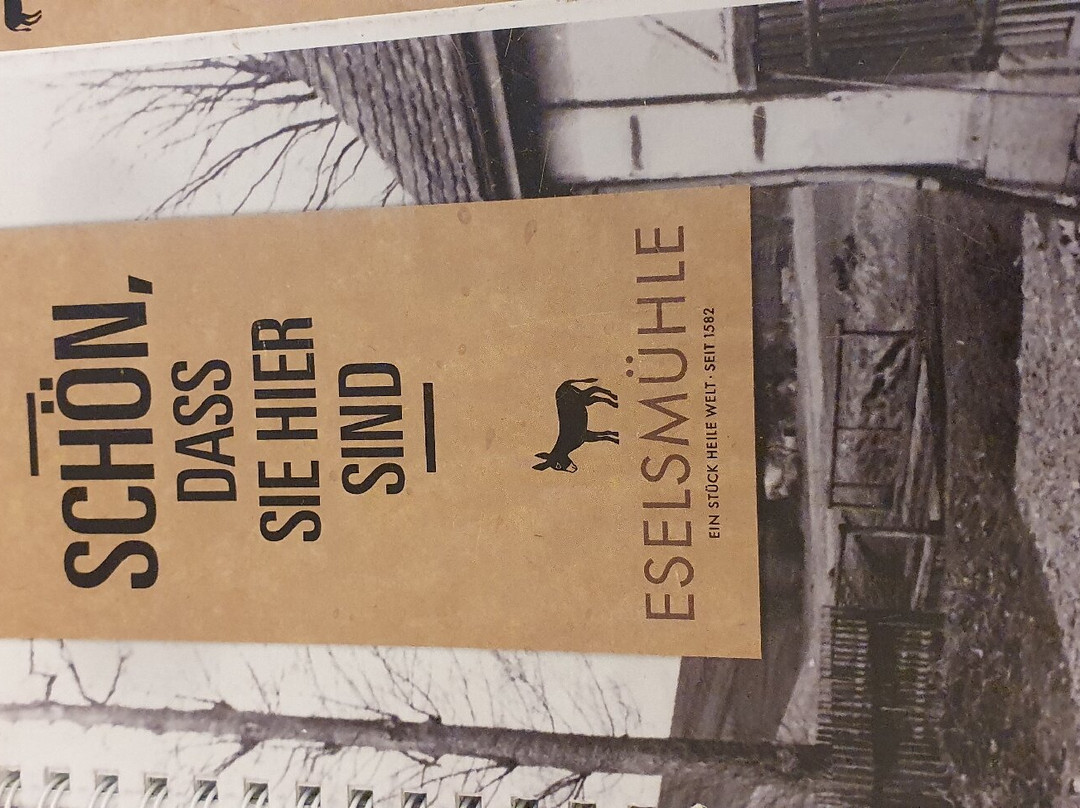 SCHÖN,
DASS
SIE HIER
SIND
ESELSMÜHLE
EIN STÜCK HEILE WELT · SEIT 1582